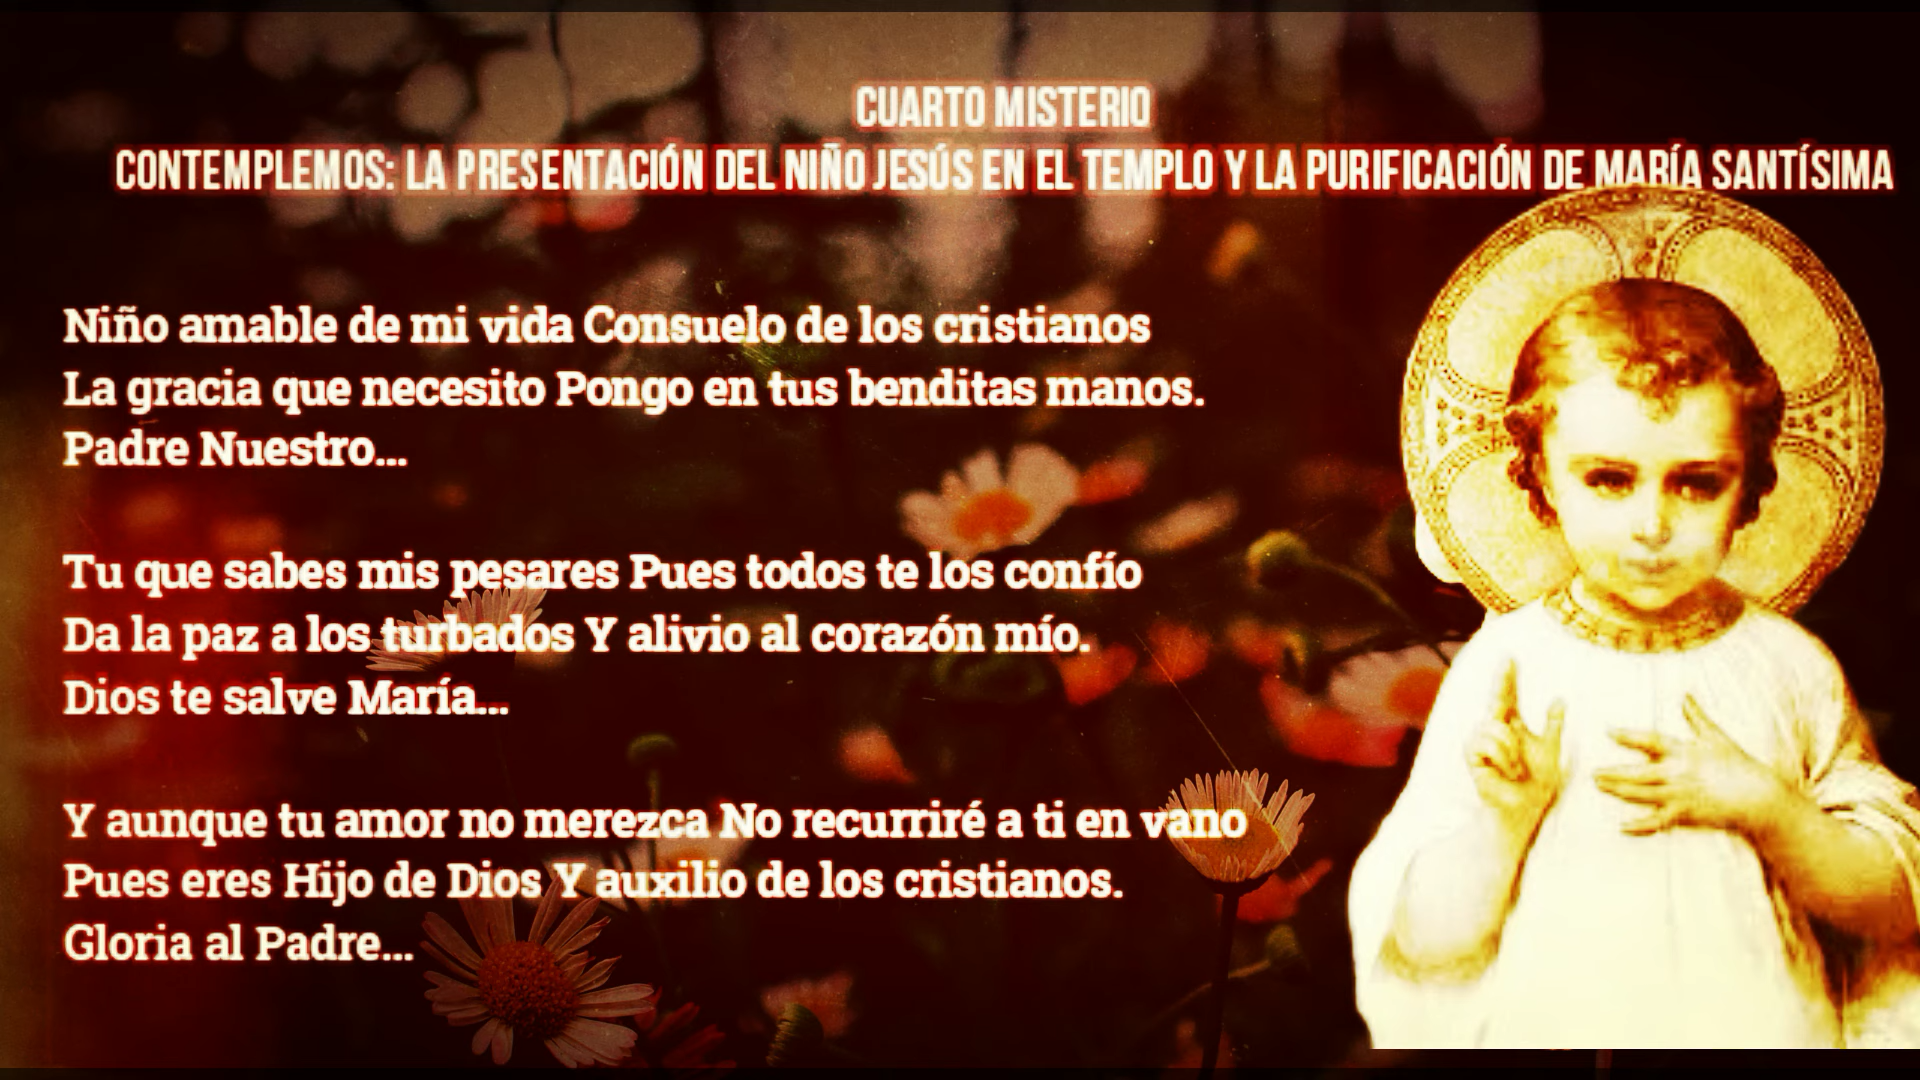 CUARTO MISTERIO
CONTEMPLEMOS: LA PRESENTACIÓN DEL NIÑO JESÚS EN EL TEMPLO Y LA PURIFICACIÓN DE MARÍA SANTÍSIMA
Niño amable de mi vida Consuelo de los cristianos
La gracia que necesito Pongo en tus benditas manos.
Padre Nuestro...
Tu que sabes mis pesares Pues todos te los confío
Da la paz a los turbados Y alivio al corazón mío.
Dios te salve María...
Y aunque tu amor no merezca No recurriré a ti en vano
Pues eres Hijo de Dios Y auxilio de los cristianos.
Gloria al Padre...